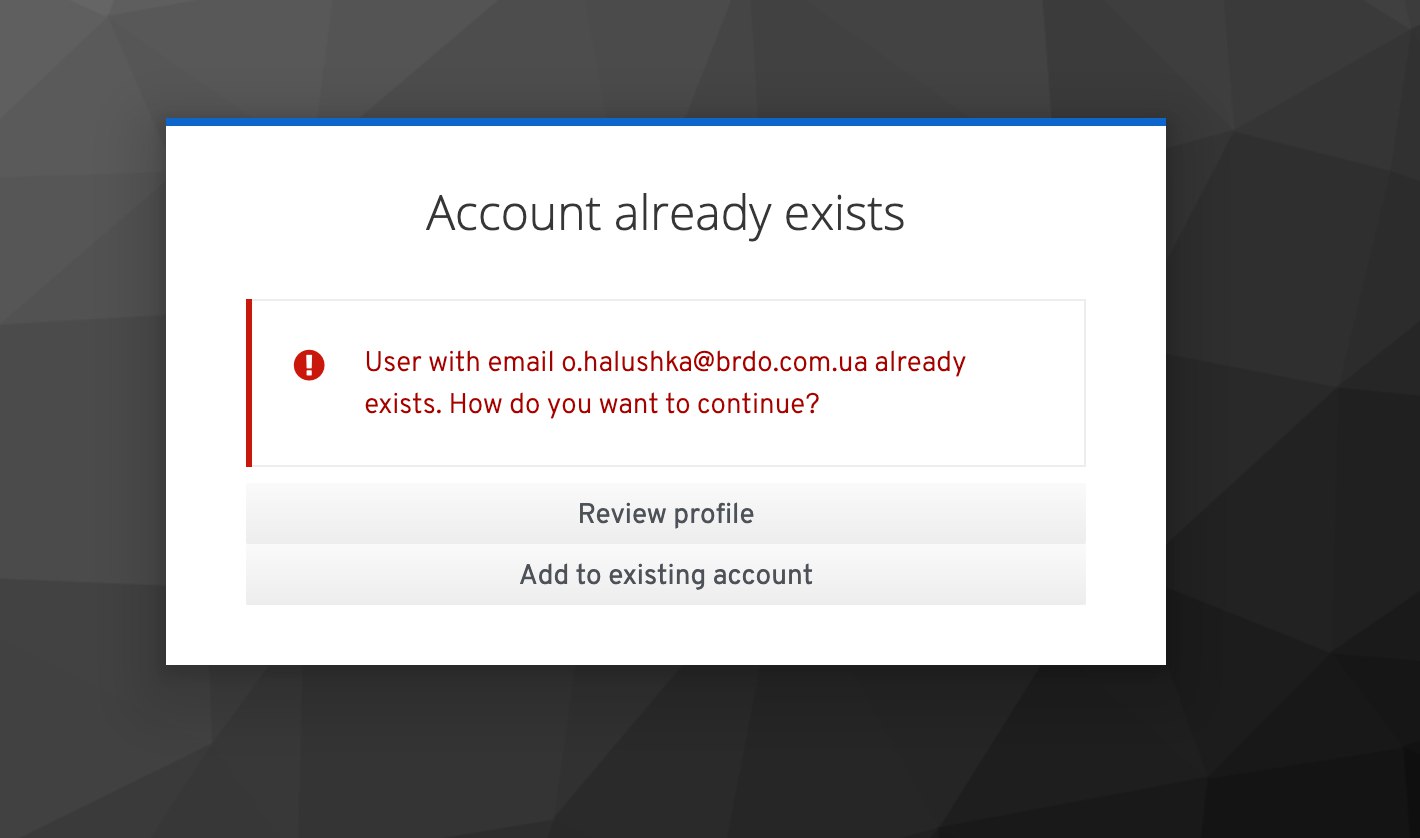 Account already exists
User with email o.halushka@brdo.com.ua already
exists. How do you want to continue?
Review profile
Add to existing account